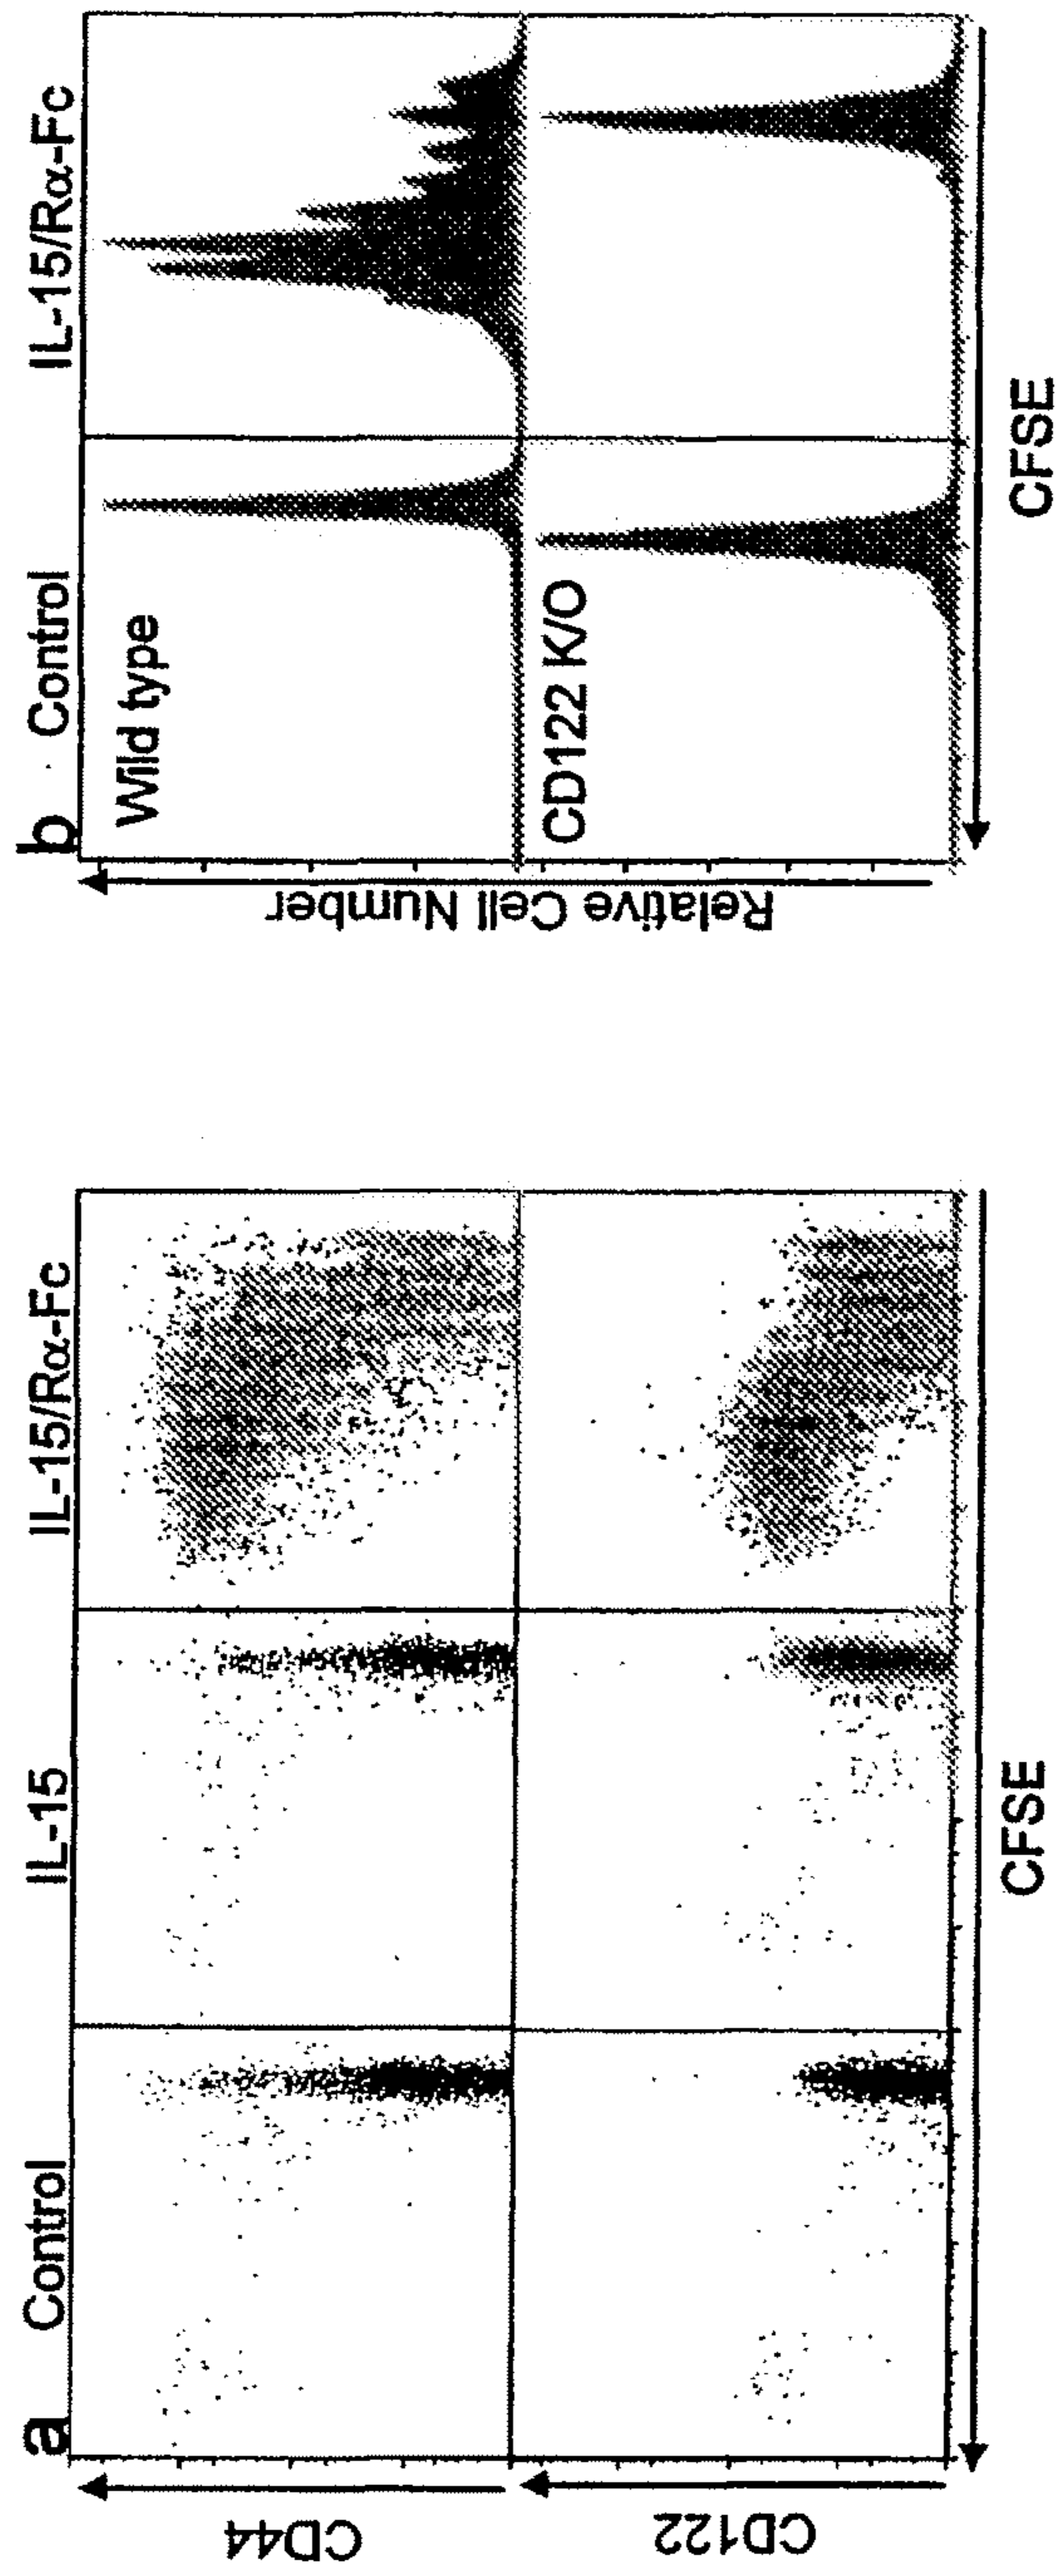 a
Control
IL-15
IL-15/Rα-Fc
CD44
CD122
CFSE
b
Control
IL-15/Rα-Fc
Wild type
CD122 K/O
Relative Cell Number
CFSE